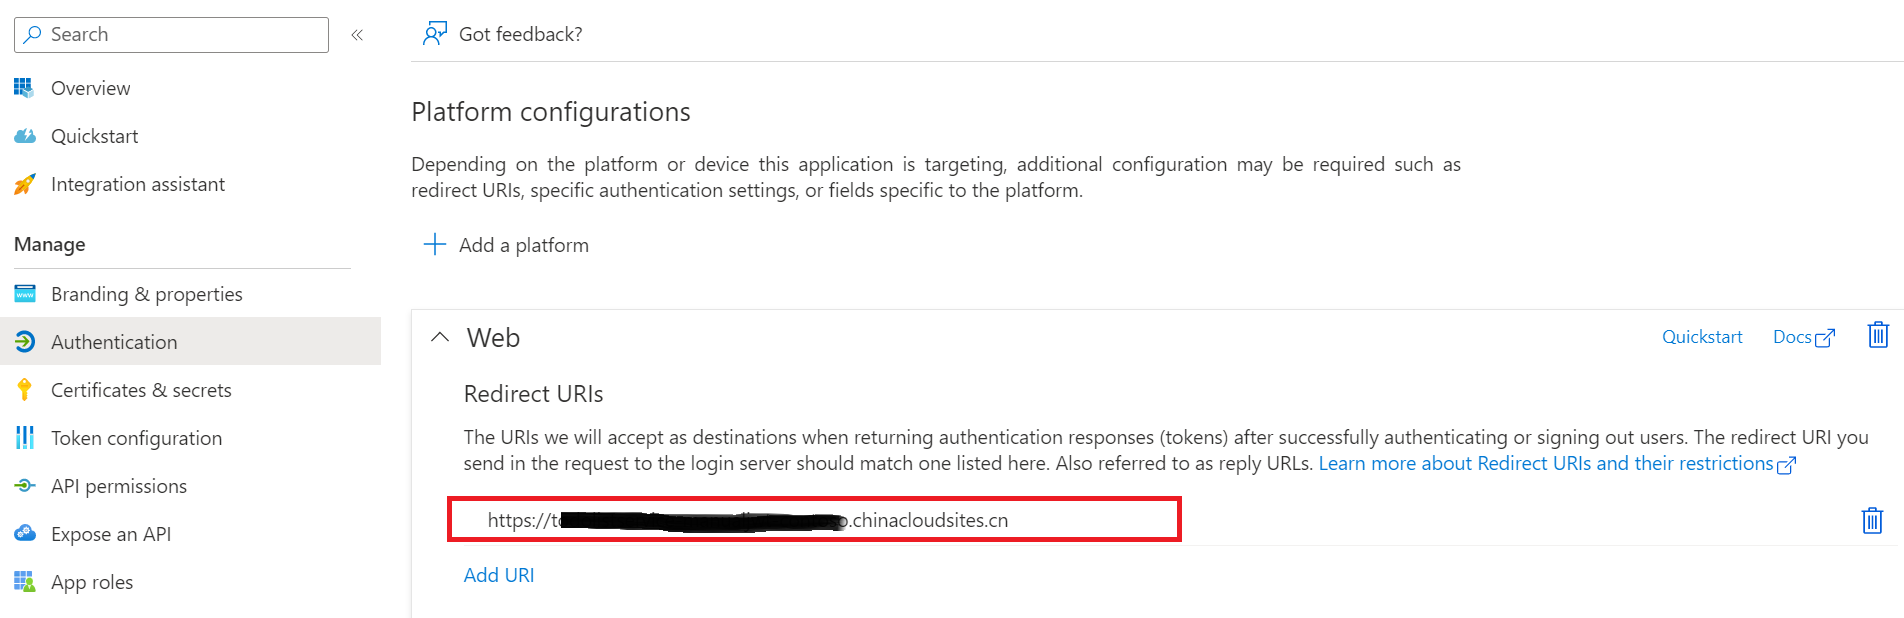 Search
Overview
Quickstart
Integration assistant
Manage
Branding & properties
Authentication
Certificates & secrets
Token configuration
API permissions
Expose an API
App roles
Got feedback?
Platform configurations
Depending on the platform or device this application is targeting, additional configuration may be required such as
redirect URIs, specific authentication settings, or fields specific to the platform.
Add a platform
Web
Quickstart
Docs
Redirect URIs
The URIs we will accept as destinations when returning authentication responses (tokens) after successfully authenticating or signing out users. The redirect URI you
send in the request to the login server should match one listed here. Also referred to as reply URLs. Learn more about Redirect URIs and their restrictions
https:// .chinacloudsites.cn
Add URI